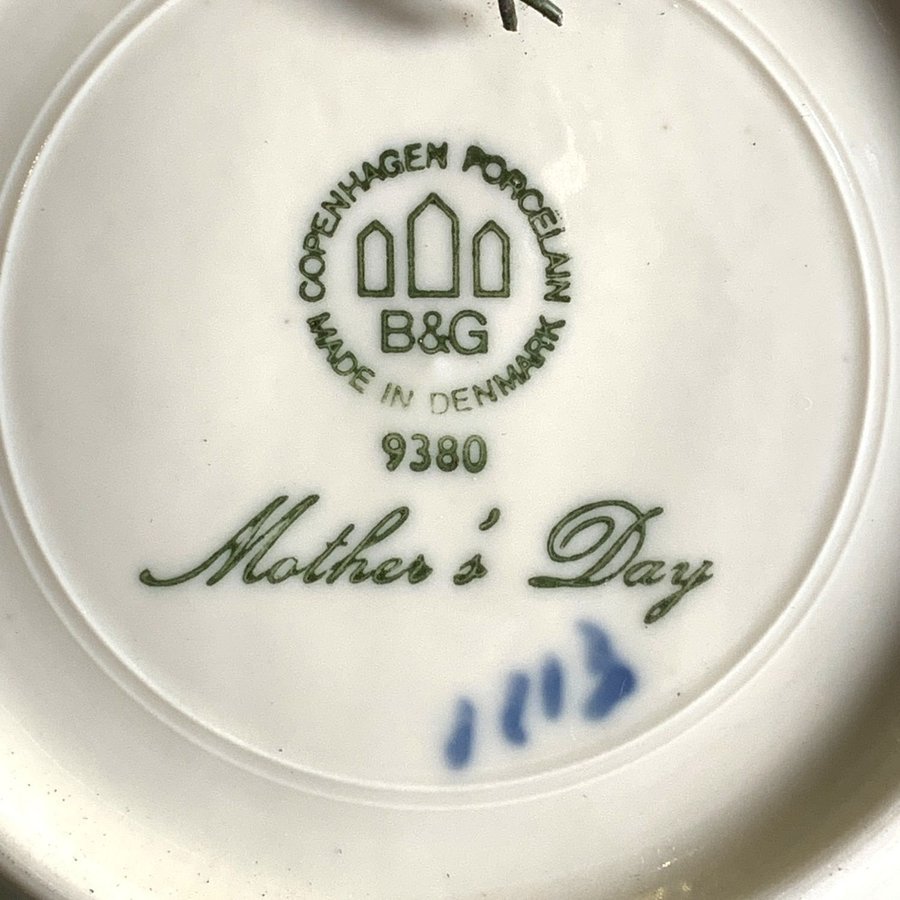 COPENHAGEN PORCELAIN
B&G
MADE IN DENMARK
9380
Mother's Day